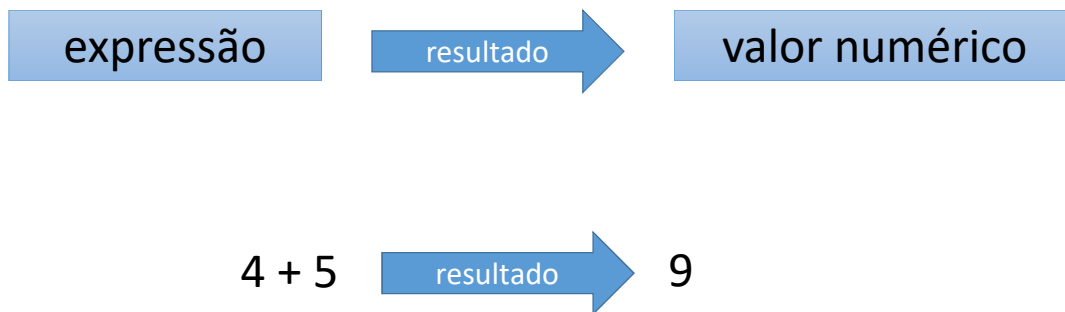 expressão resultado valor numérico
4 + 5 resultado 9